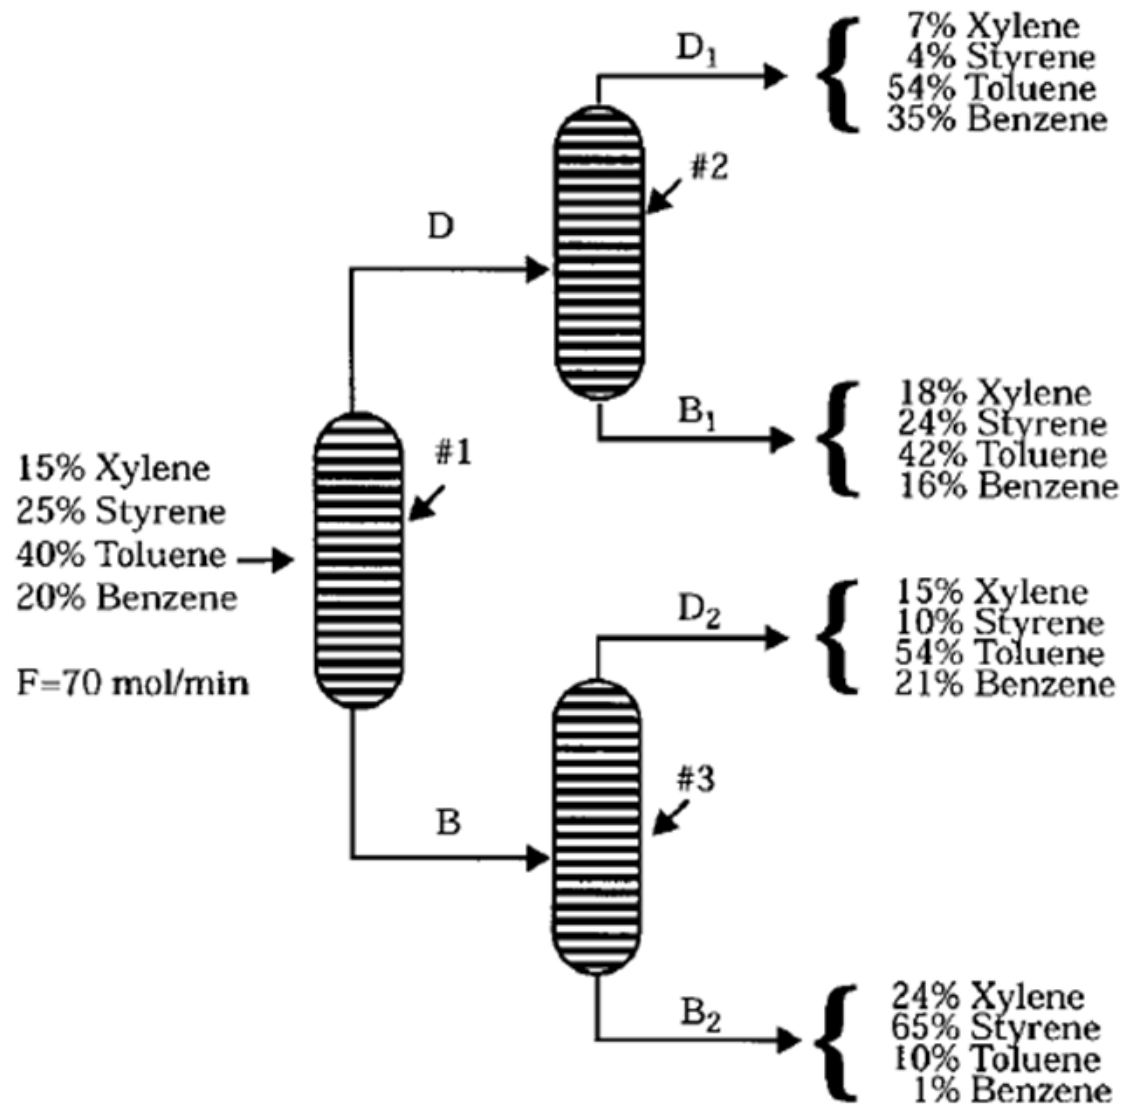 D₁
7% Xylene
4% Styrene
54% Toluene
35% Benzene
#2
D
B₁
18% Xylene
24% Styrene
42% Toluene
16% Benzene
#1
15% Xylene
25% Styrene
40% Toluene
20% Benzene
F=70 mol/min
D₂
15% Xylene
10% Styrene
54% Toluene
21% Benzene
#3
B
B₂
24% Xylene
65% Styrene
10% Toluene
1% Benzene